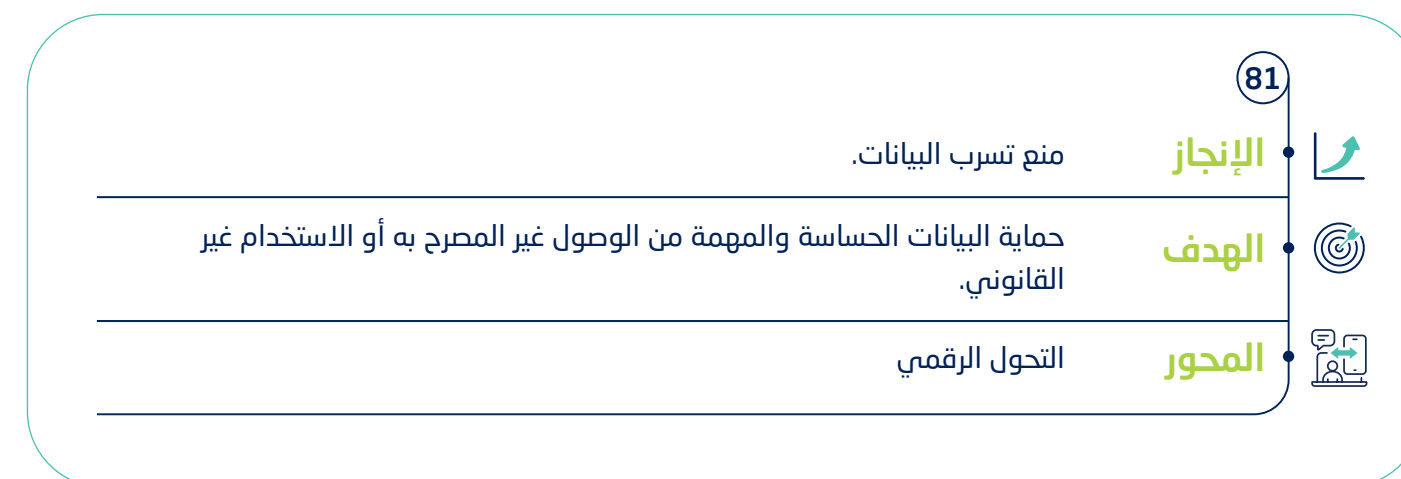 81
الإنجاز
منع تسرب البيانات.
الهدف
حماية البيانات الحساسة والمهمة من الوصول غير المصرح به أو الاستخدام غير
القانوني.
المحور
التحول الرقمي